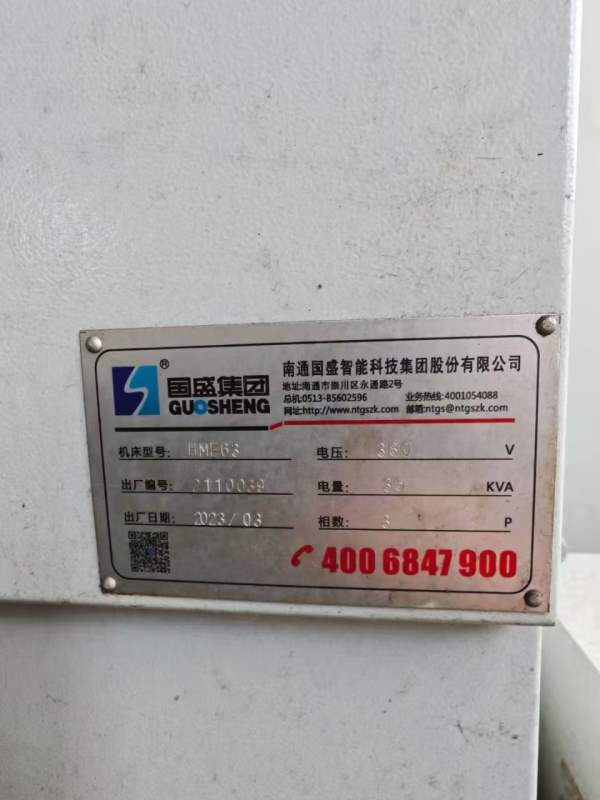 ® 国盛集团
GUOSHENG
南通国盛智能科技集团股份有限公司
地址:南通市崇川区永通路2号
总机:0513-85602596 业务热线:4001054088
网址:http://www.ntgszk.com 邮箱:ntgs@ntgszk.com
机床型号: HME63 电压: 380 V
出厂编号: 2110039 电量: KVA
出厂日期: 2023/03 相数: 3 P
400 6847 900